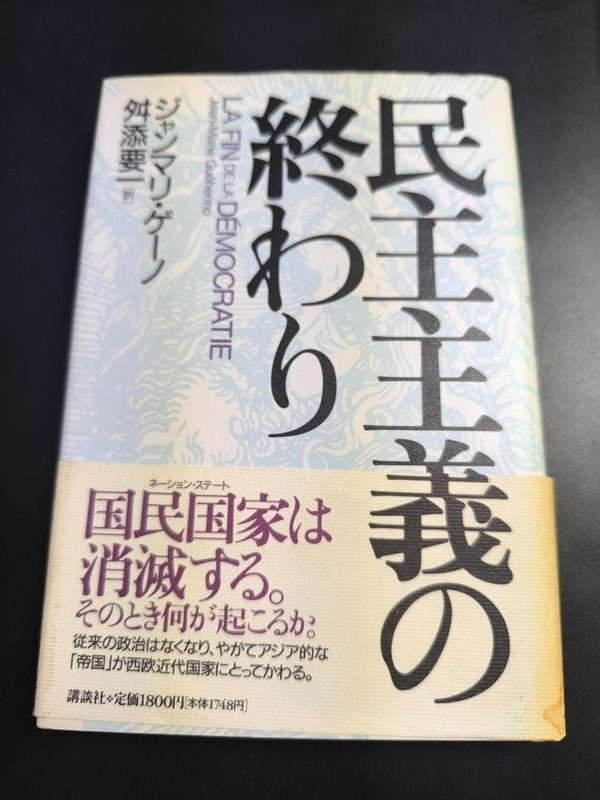 民主主義の
終わり
LA FIN DE LA DÉMOCRATIE
Jean-Marie Guéhenno
ジャンマリ・ゲーノ
舛添要一[訳]
ネーション・ステート
国民国家は
消滅する。
そのとき何が起こるか。
従来の政治はなくなり、やがてアジア的な
「帝国」が西欧近代国家にとってかわる。
講談社❖定価1800円[本体1748円]